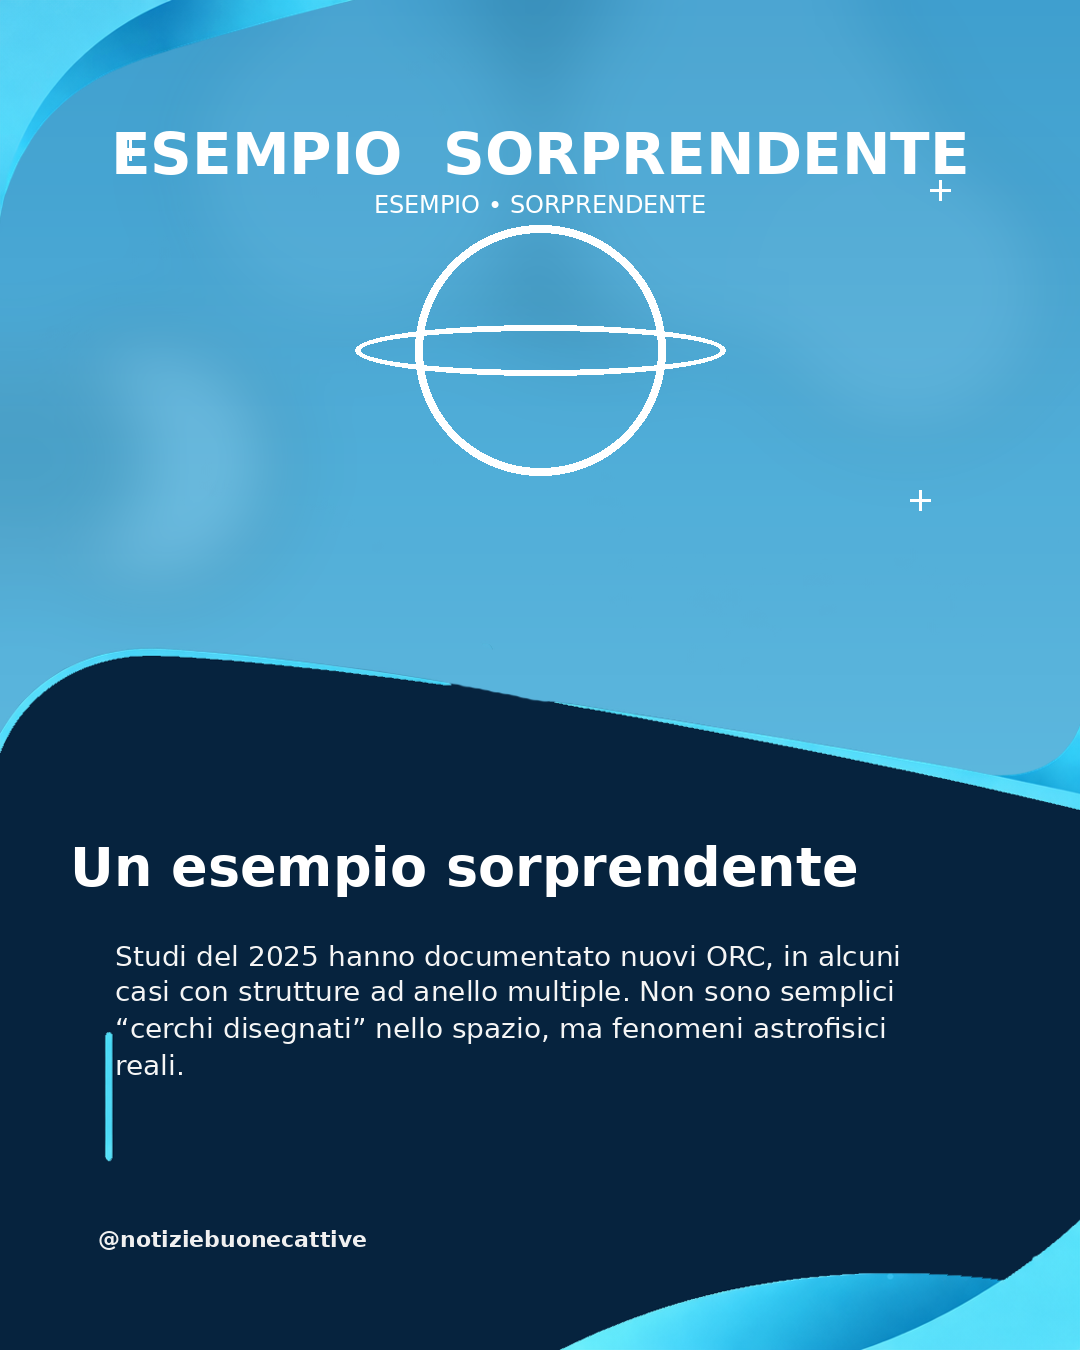 ESEMPIO SORPRENDENTE
ESEMPIO • SORPRENDENTE
Un esempio sorprendente
Studi del 2025 hanno documentato nuovi ORC, in alcuni
casi con strutture ad anello multiple. Non sono semplici
“cerchi disegnati” nello spazio, ma fenomeni astrofisici
reali.
@notiziebuonecattive